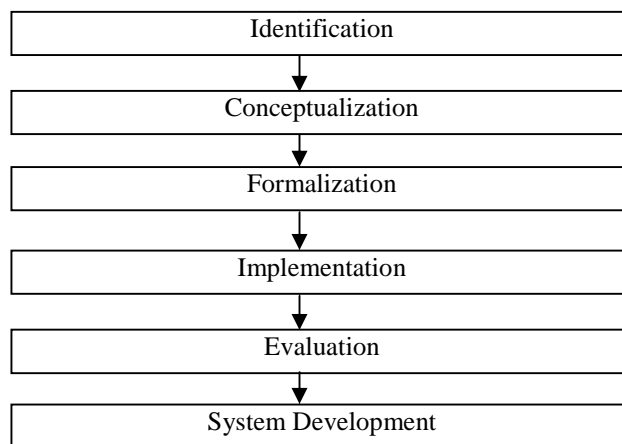 Identification
Conceptualization
Formalization
Implementation
Evaluation
System Development